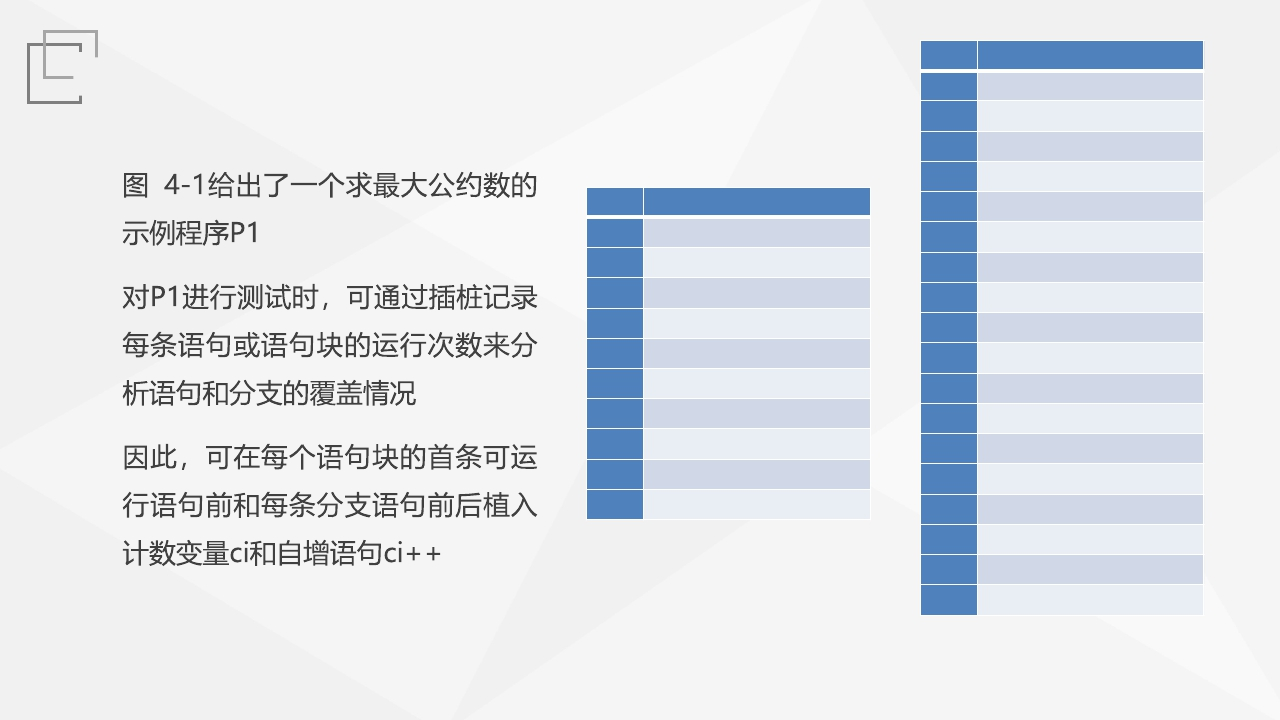 图 4-1给出了一个求最大公约数的
示例程序P1
对P1进行测试时，可通过插桩记录
每条语句或语句块的运行次数来分
析语句和分支的覆盖情况
因此，可在每个语句块的首条可运
行语句前和每条分支语句前后植入
计数变量ci和自增语句ci++